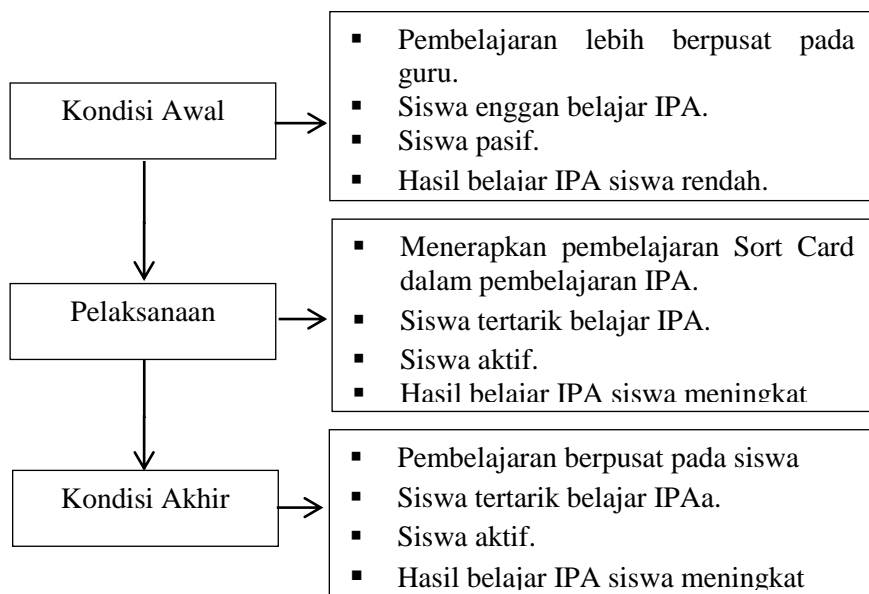 Kondisi Awal
▪ Pembelajaran lebih berpusat pada
guru.
▪ Siswa enggan belajar IPA.
▪ Siswa pasif.
▪ Hasil belajar IPA siswa rendah.
Pelaksanaan
▪ Menerapkan pembelajaran Sort Card
dalam pembelajaran IPA.
▪ Siswa tertarik belajar IPA.
▪ Siswa aktif.
▪ Hasil belajar IPA siswa meningkat
Kondisi Akhir
▪ Pembelajaran berpusat pada siswa
▪ Siswa tertarik belajar IPAa.
▪ Siswa aktif.
▪ Hasil belajar IPA siswa meningkat